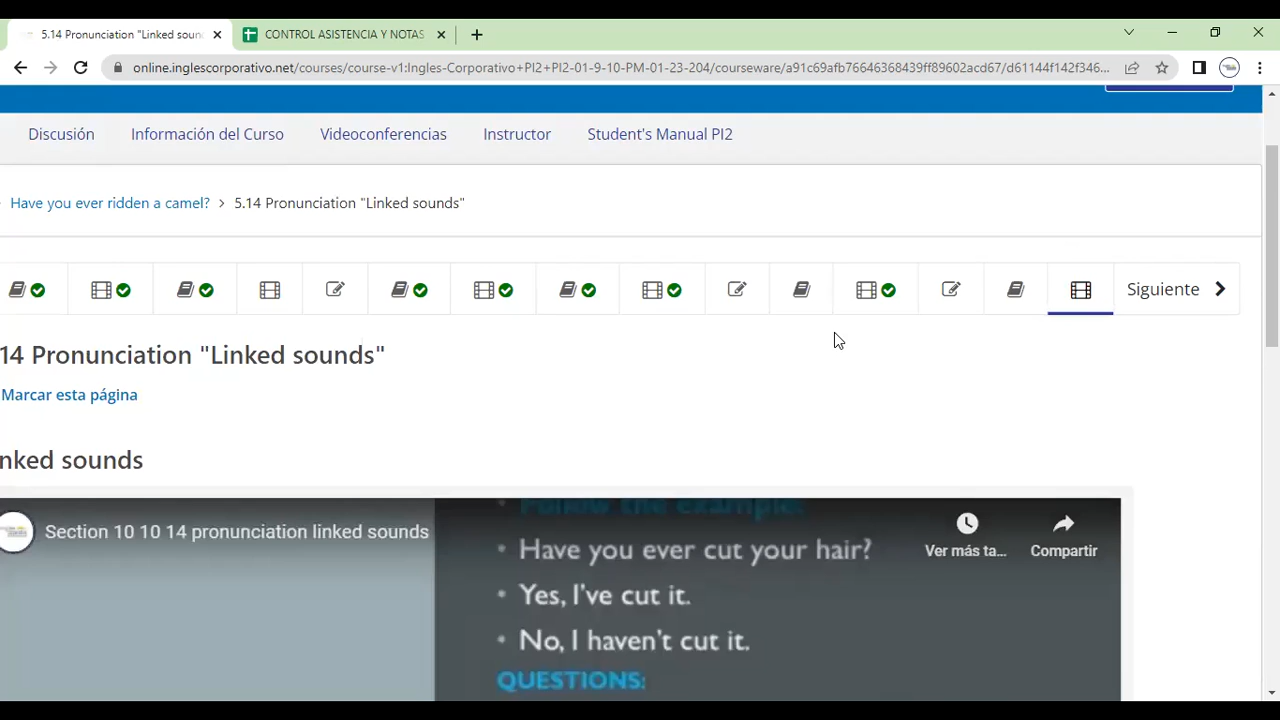 5.14 Pronunciation "Linked soun
CONTROL ASISTENCIA Y NOTAS
online.inglescorporativo.net/courses/course-v1:Ingles-Corporativo+PI2+PI2-01-9-10-PM-01-23-204/courseware/a91c69afb76646368439ff89602acd67/d61144f142f346...
Discusión Información del Curso Videoconferencias Instructor Student's Manual PI2
Have you ever ridden a camel? > 5.14 Pronunciation "Linked sounds"
Siguiente
14 Pronunciation "Linked sounds"
Marcar esta página
nked sounds
Section 10 10 14 pronunciation linked sounds
Follow the example:
Ver más ta... Compartir
• Have you ever cut your hair?
• Yes, I've cut it.
• No, I haven't cut it.
QUESTIONS: